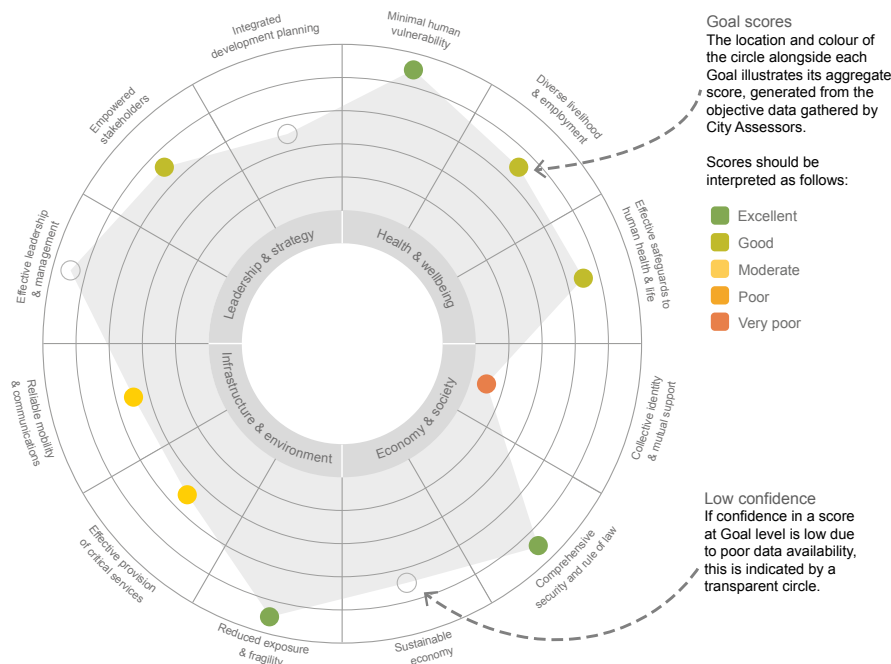 Integrated
development planning
Minimal human
vulnerability
Diverse livelihood
& employment
Effective safeguards to
human health & life
Collective identity
& mutual support
Comprehensive
security and rule of law
Sustainable
economy
Reduced exposure
& fragility
Effective provision
of critical services
Reliable mobility
& communications
Effective leadership
& management
Empowered
stakeholders
Leadership & strategy
Health & wellbeing
Infrastructure & environment
Economy & society
Goal scores
The location and colour of
the circle alongside each
Goal illustrates its aggregate
score, generated from the
objective data gathered by
City Assessors.
Scores should be
interpreted as follows:
Excellent
Good
Moderate
Poor
Very poor
Low confidence
If confidence in a score
at Goal level is low due
to poor data availability,
this is indicated by a
transparent circle.